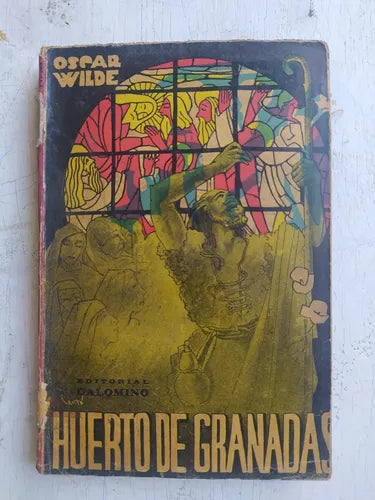 OSCAR
WILDE
EDITORIAL
CALOMINO
HUERTO DE GRANADAS